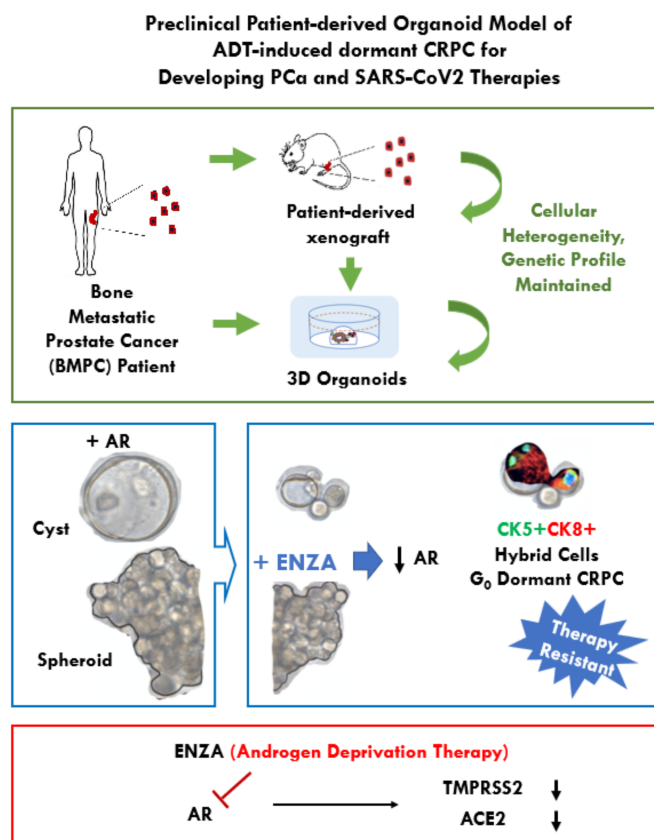 Preclinical Patient-derived Organoid Model of
ADT-induced dormant CRPC for
Developing PCa and SARS-CoV2 Therapies
Patient-derived
xenograft
Cellular
Heterogeneity,
Genetic Profile
Maintained
Bone
Metastatic
Prostate Cancer
(BMPC) Patient
3D Organoids
+ AR
Cyst
Spheroid
+ ENZA
↓ AR
CK5+CK8+
Hybrid Cells
G₀ Dormant CRPC
Therapy
Resistant
ENZA (Androgen Deprivation Therapy)
AR
TMPRSS2 ↓
ACE2 ↓